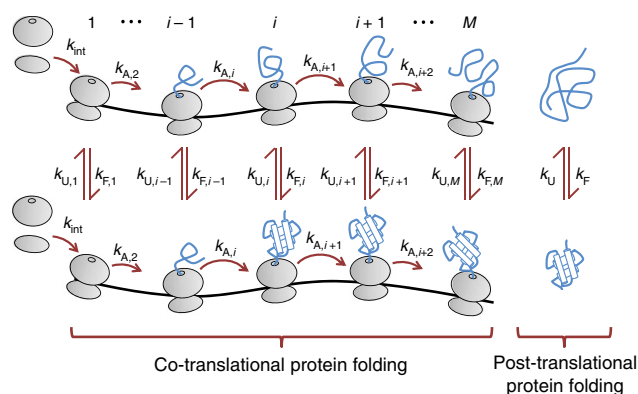 1 ··· i – 1 i i + 1 ··· M
k_int k_A,2 k_A,i k_A,i+1 k_A,i+2
k_U,1 k_F,1 k_U,i–1 k_F,i–1 k_U,i k_F,i k_U,i+1 k_F,i+1 k_U,M k_F,M k_U k_F
k_int k_A,2 k_A,i k_A,i+1 k_A,i+2
Co-translational protein folding
Post-translational
protein folding